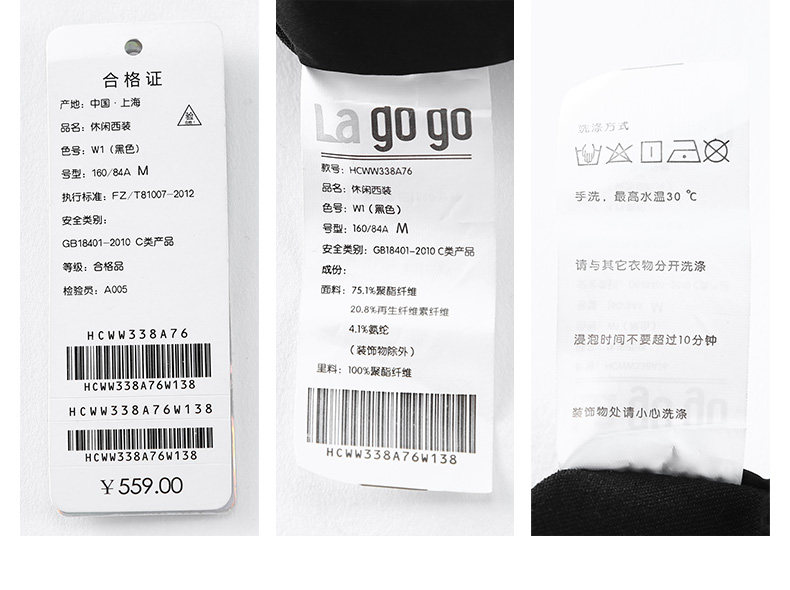 合格证
产地：中国·上海
品名：休闲西装
验
色号：W1（黑色）
号型：160/84A M
执行标准：FZ/T81007-2012
安全类别：
GB18401-2010 C类产品
等级：合格品
检验员：A005
HCWW338A76
HCWW338A76W138
HCWW338A76W138
HCWW338A76W138
￥559.00
La go go
款号：HCWW338A76
品名：休闲西装
色号：W1（黑色）
号型：160/84A M
安全类别：GB18401-2010 C类产品
成份：
面料：75.1%聚酯纤维
20.8%再生纤维素纤维
4.1%氨纶
（装饰物除外）
里料：100%聚酯纤维
HCWW338A76W138
洗涤方式
手洗，最高水温30℃
请与其它衣物分开洗涤
浸泡时间不要超过10分钟
装饰物处请小心洗涤